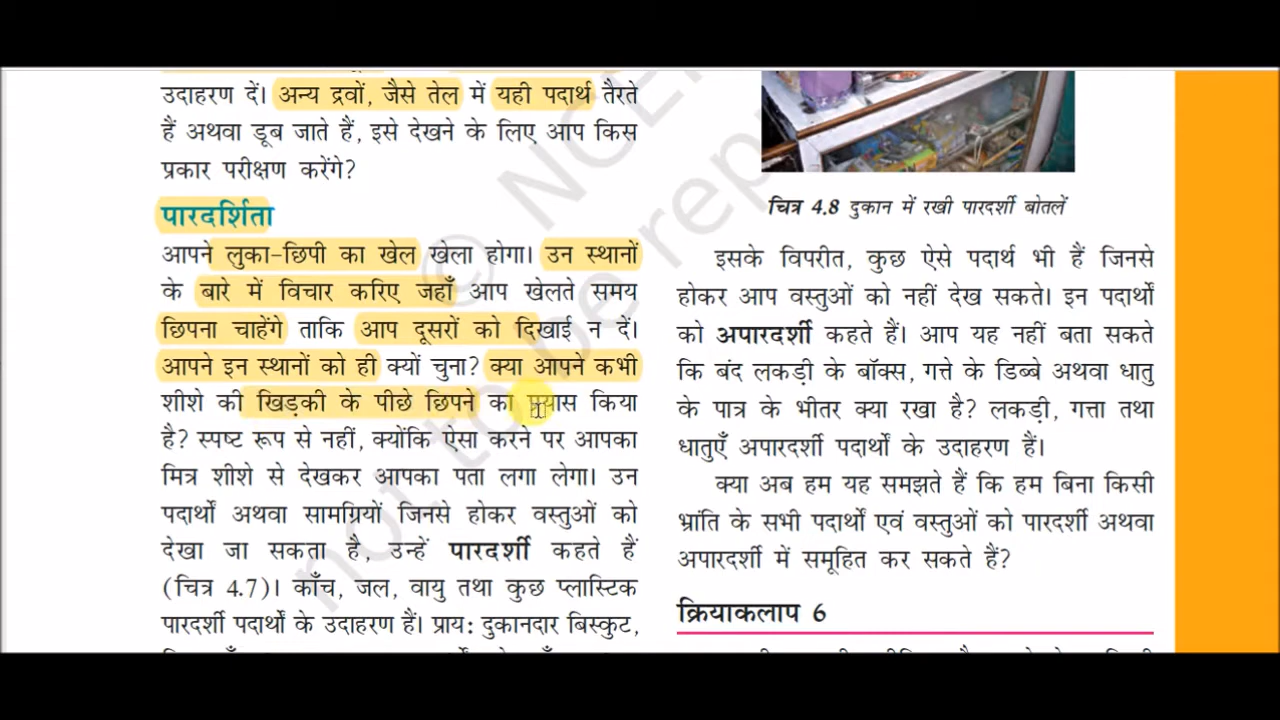 उदाहरण दें। अन्य द्रवों, जैसे तेल में यही पदार्थ तैरते
हैं अथवा डूब जाते हैं, इसे देखने के लिए आप किस
प्रकार परीक्षण करेंगे?
पारदर्शिता
आपने लुका-छिपी का खेल खेला होगा। उन स्थानों
के बारे में विचार करिए जहाँ आप खेलते समय
छिपना चाहेंगे ताकि आप दूसरों को दिखाई न दें।
आपने इन स्थानों को ही क्यों चुना? क्या आपने कभी
शीशे की खिड़की के पीछे छिपने का प्रयास किया
है? स्पष्ट रूप से नहीं, क्योंकि ऐसा करने पर आपका
मित्र शीशे से देखकर आपका पता लगा लेगा। उन
पदार्थों अथवा सामग्रियों जिनसे होकर वस्तुओं को
देखा जा सकता है, उन्हें पारदर्शी कहते हैं
(चित्र 4.7)। काँच, जल, वायु तथा कुछ प्लास्टिक
पारदर्शी पदार्थों के उदाहरण हैं। प्राय: दुकानदार बिस्कुट,
चित्र 4.8 दुकान में रखी पारदर्शी बोतलें
इसके विपरीत, कुछ ऐसे पदार्थ भी हैं जिनसे
होकर आप वस्तुओं को नहीं देख सकते। इन पदार्थों
को अपारदर्शी कहते हैं। आप यह नहीं बता सकते
कि बंद लकड़ी के बॉक्स, गत्ते के डिब्बे अथवा धातु
के पात्र के भीतर क्या रखा है? लकड़ी, गत्ता तथा
धातुएँ अपारदर्शी पदार्थों के उदाहरण हैं।
क्या अब हम यह समझते हैं कि हम बिना किसी
भ्रांति के सभी पदार्थों एवं वस्तुओं को पारदर्शी अथवा
अपारदर्शी में समूहित कर सकते हैं?
क्रियाकलाप 6
© NCE
not to be rep